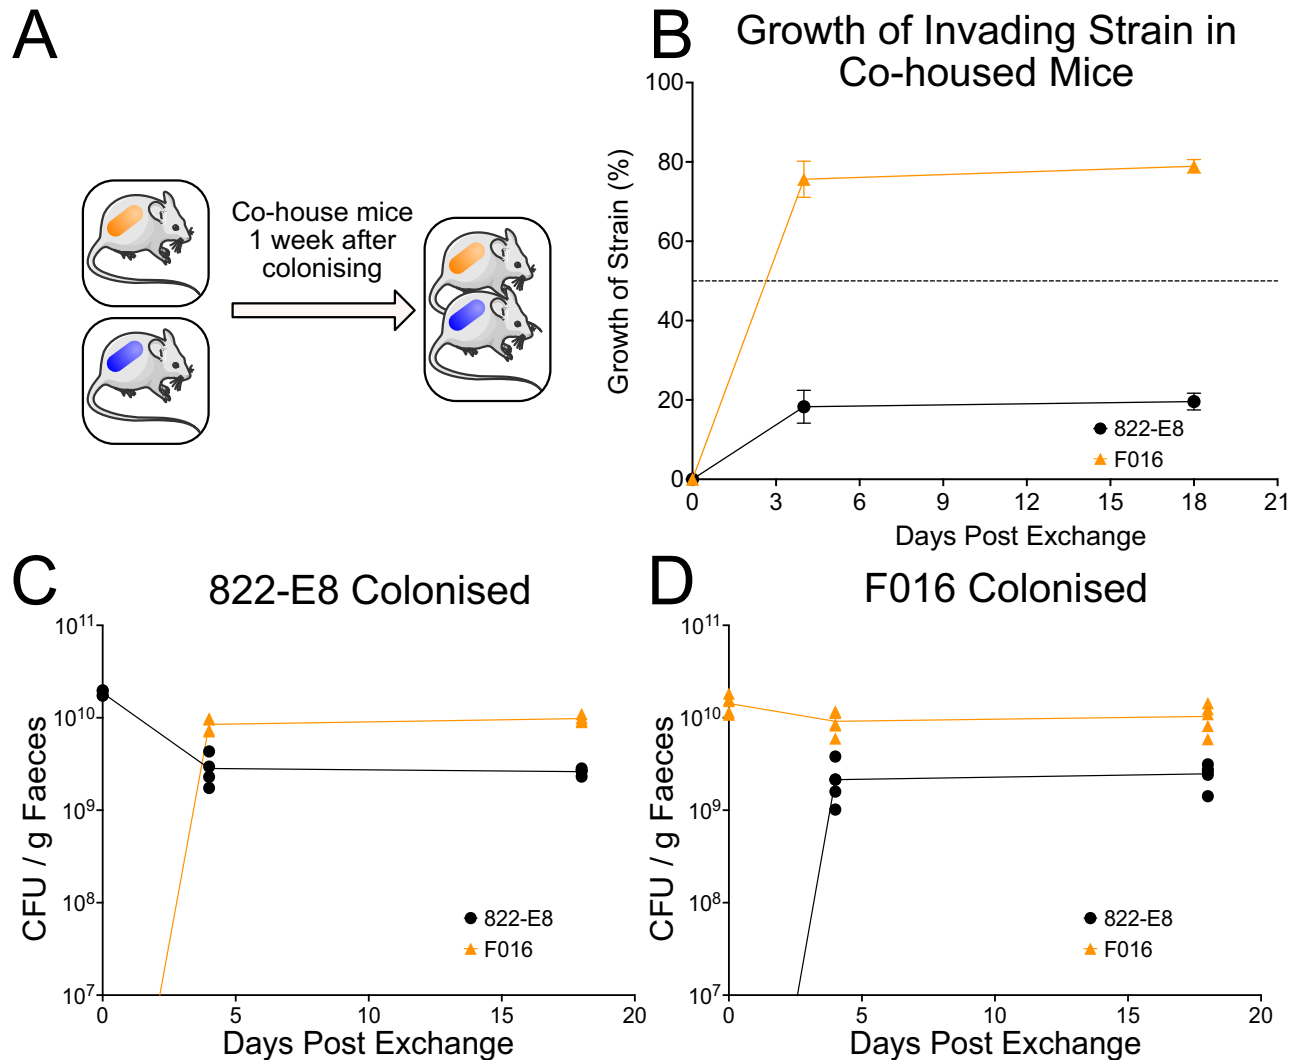 A
Co-house mice
1 week after
colonising
B
Growth of Invading Strain in
Co-housed Mice
Growth of Strain (%)
100
80
60
40
20
0
0 3 6 9 12 15 18 21
822-E8
F016
Days Post Exchange
C
822-E8 Colonised
CFU / g Faeces
10¹¹
10¹⁰
10⁹
10⁸
10⁷
822-E8
F016
0 5 10 15 20
Days Post Exchange
D
F016 Colonised
CFU / g Faeces
10¹¹
10¹⁰
10⁹
10⁸
10⁷
822-E8
F016
0 5 10 15 20
Days Post Exchange